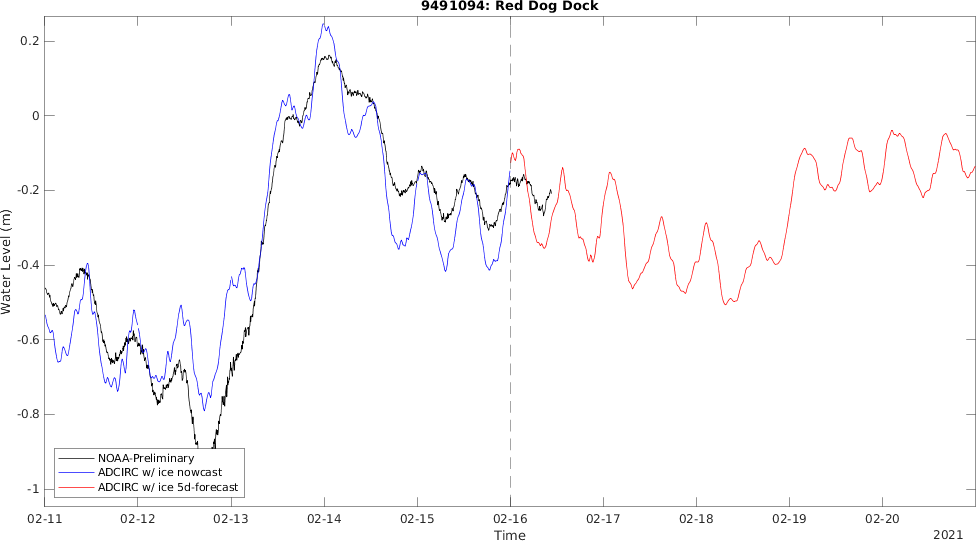 9491094: Red Dog Dock
Water Level (m)
0.2
0
-0.2
-0.4
-0.6
-0.8
-1
NOAA-Preliminary
ADCIRC w/ ice nowcast
ADCIRC w/ ice 5d-forecast
02-11 02-12 02-13 02-14 02-15 02-16 02-17 02-18 02-19 02-20
Time
2021